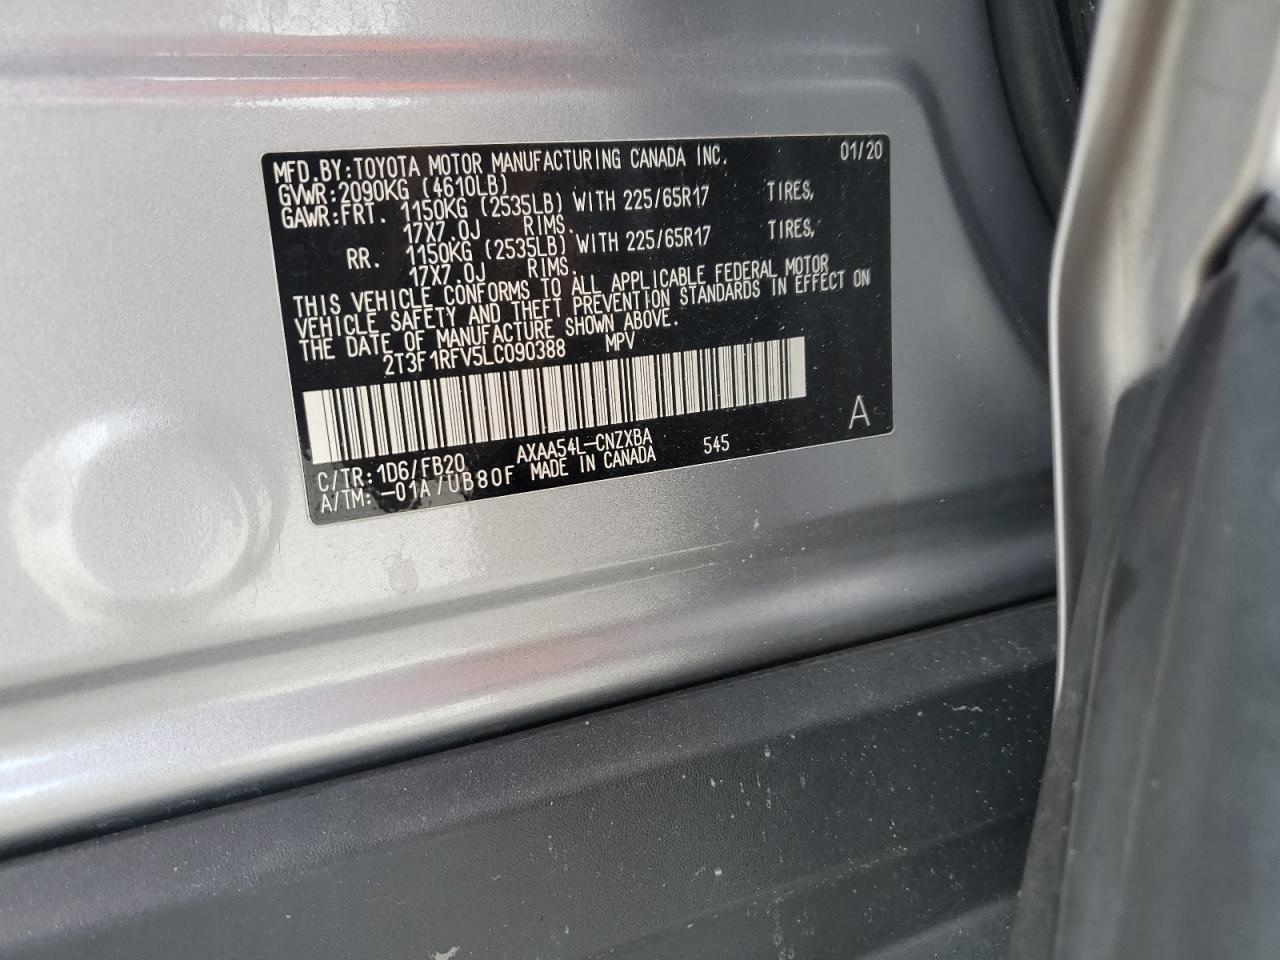 MFD.BY:TOYOTA MOTOR MANUFACTURING CANADA INC. 01/20
GVWR:2090KG (4610LB)
GAWR:FRT. 1150KG (2535LB) WITH 225/65R17 TIRES,
17X7.0J RIMS.
RR. 1150KG (2535LB) WITH 225/65R17 TIRES,
17X7.0J RIMS.
THIS VEHICLE CONFORMS TO ALL APPLICABLE FEDERAL MOTOR
VEHICLE SAFETY AND THEFT PREVENTION STANDARDS IN EFFECT ON
THE DATE OF MANUFACTURE SHOWN ABOVE.
2T3F1RFV5LC090388 MPV
A
AXAA54L-CNZXBA 545
C/TR:1D6/FB20
A/TM:-01A/UB80F MADE IN CANADA